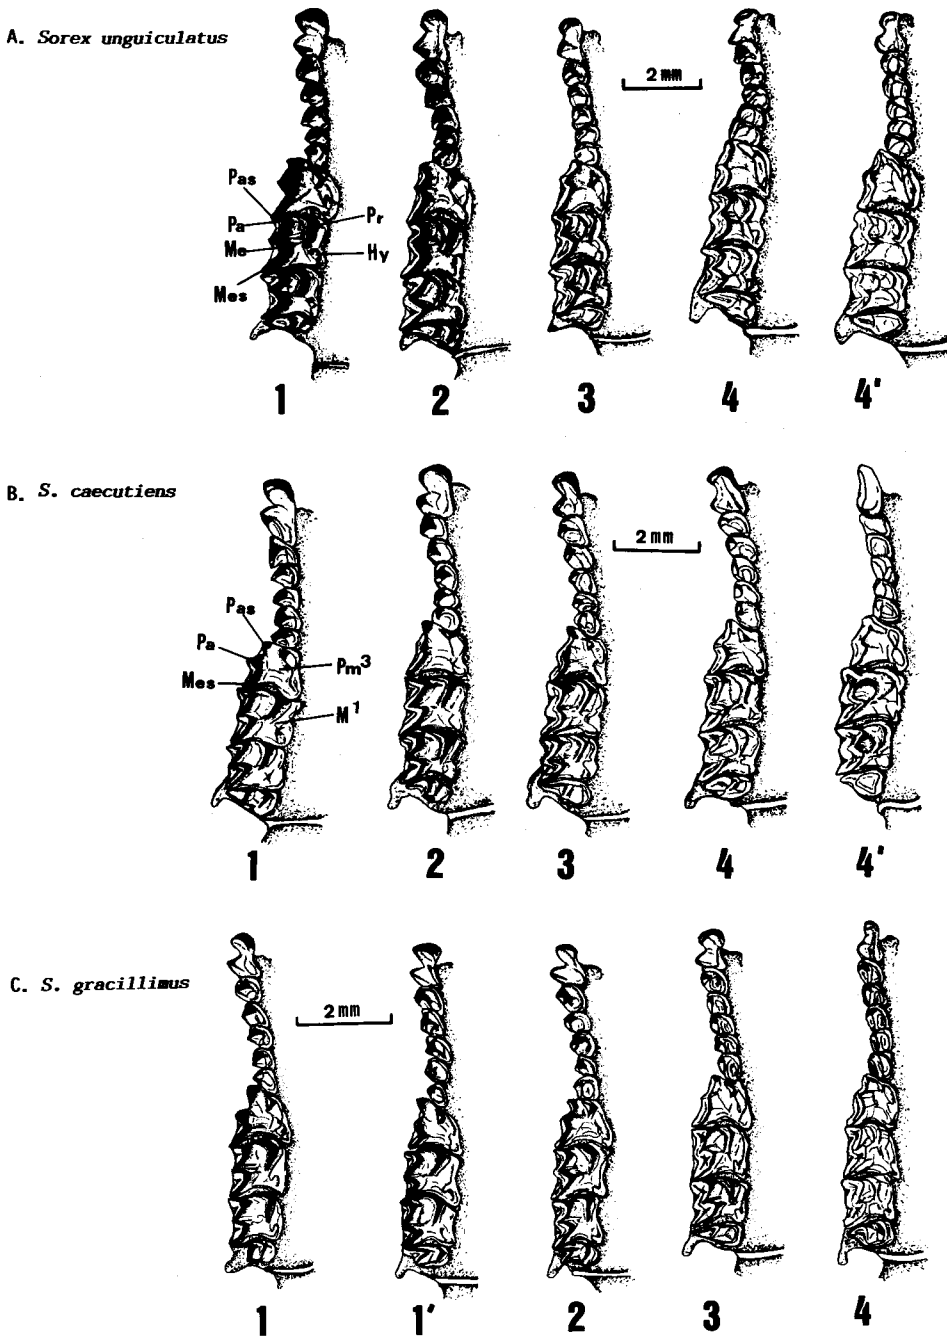 A. Sorex unguiculatus
2 mm
Pas
Pa
Pr
Me
Hy
Mes
1 2 3 4 4'
B. S. caecutiens
2 mm
Pas
Pa
Pm3
Mes
M1
1 2 3 4 4'
C. S. gracillimus
2 mm
1 1' 2 3 4